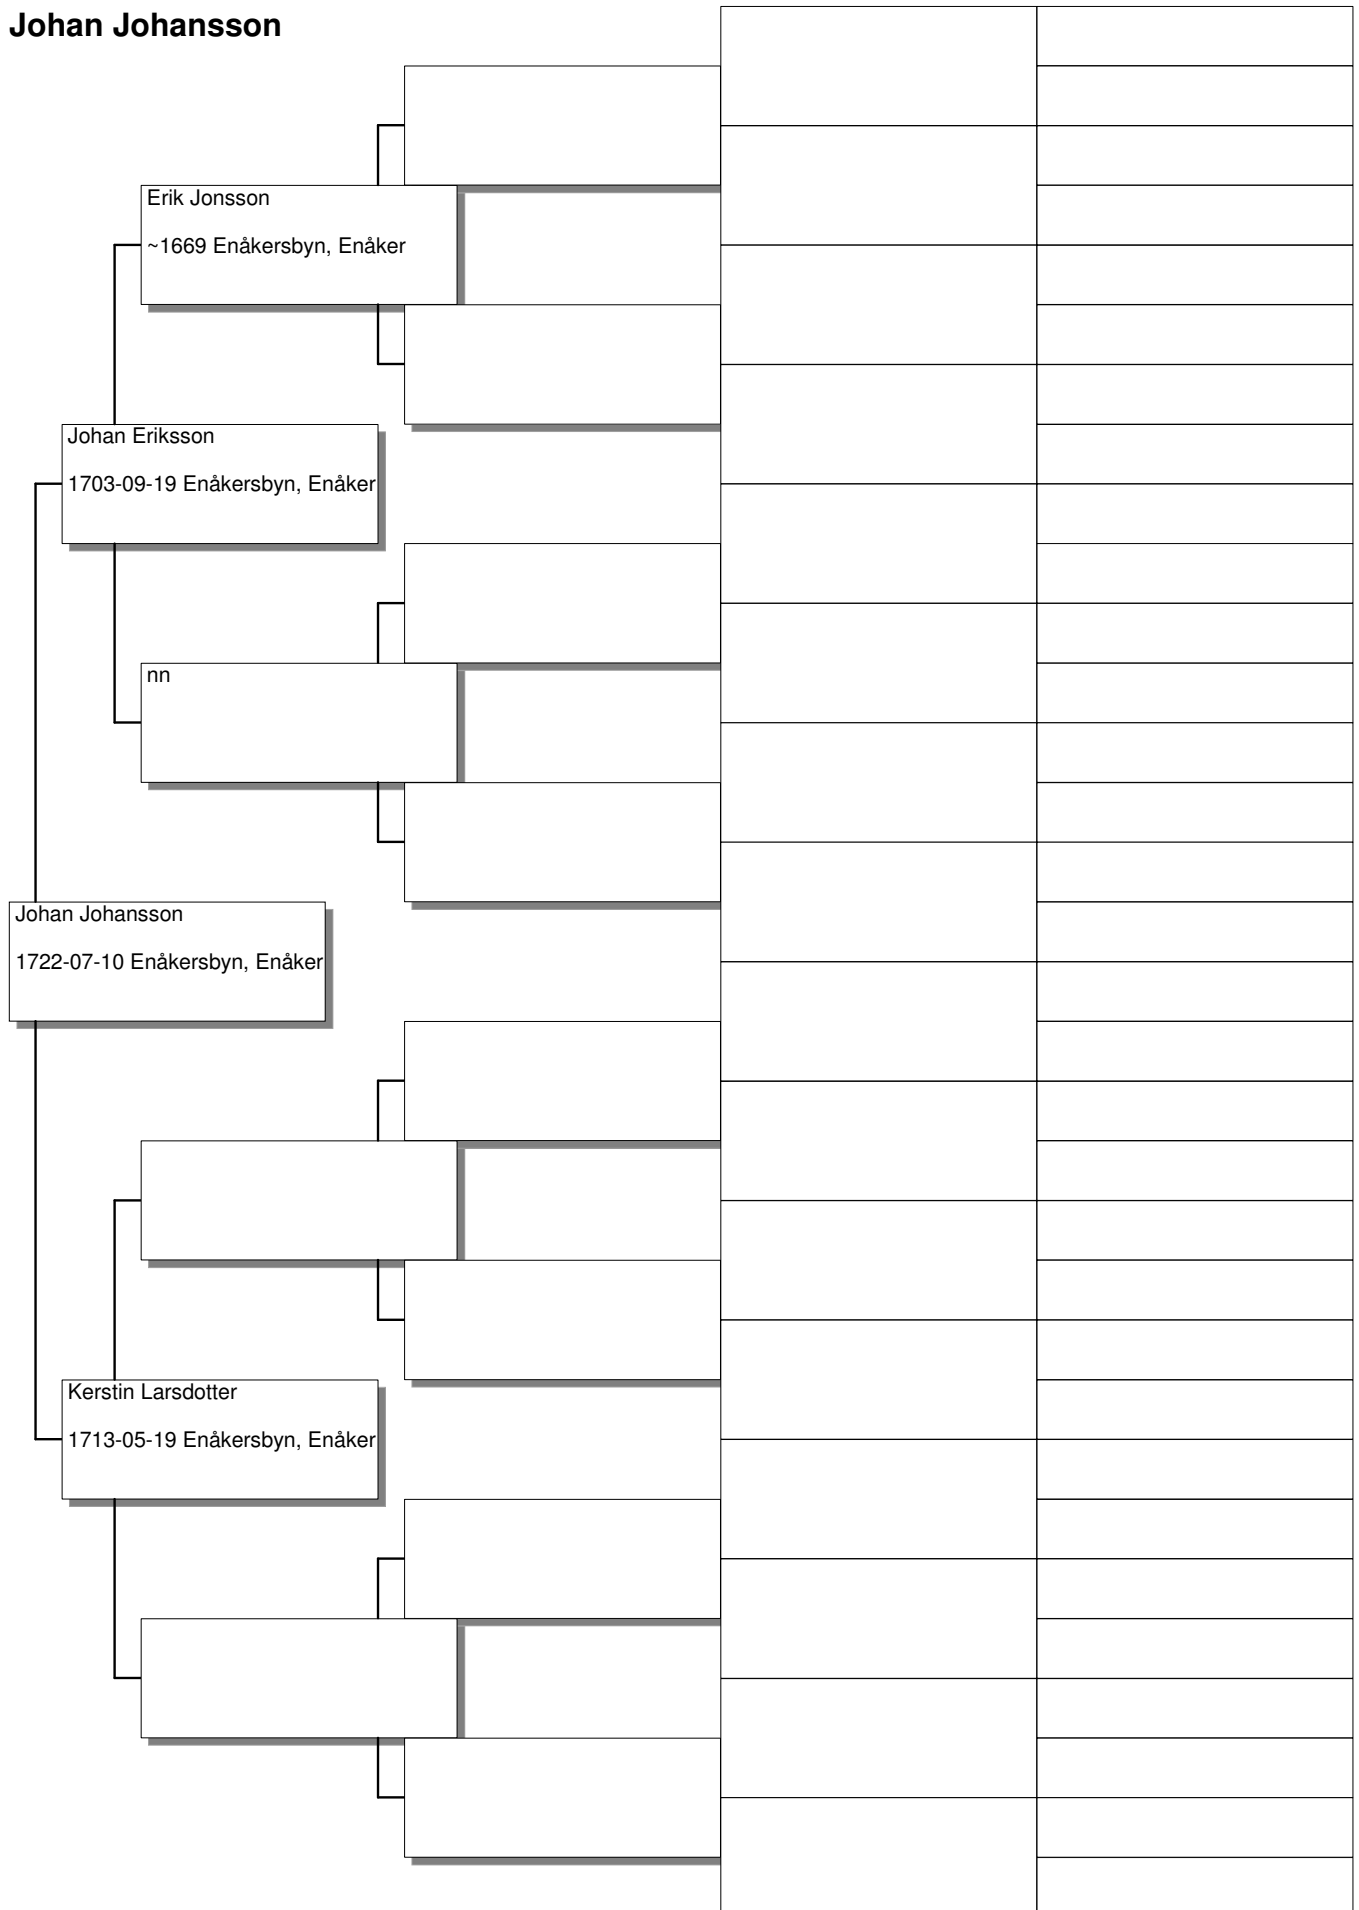 Johan Johansson
Erik Jonsson
~1669 Enåkersbyn, Enåker
Johan Eriksson
1703-09-19 Enåkersbyn, Enåker
nn
Johan Johansson
1722-07-10 Enåkersbyn, Enåker
Kerstin Larsdotter
1713-05-19 Enåkersbyn, Enåker